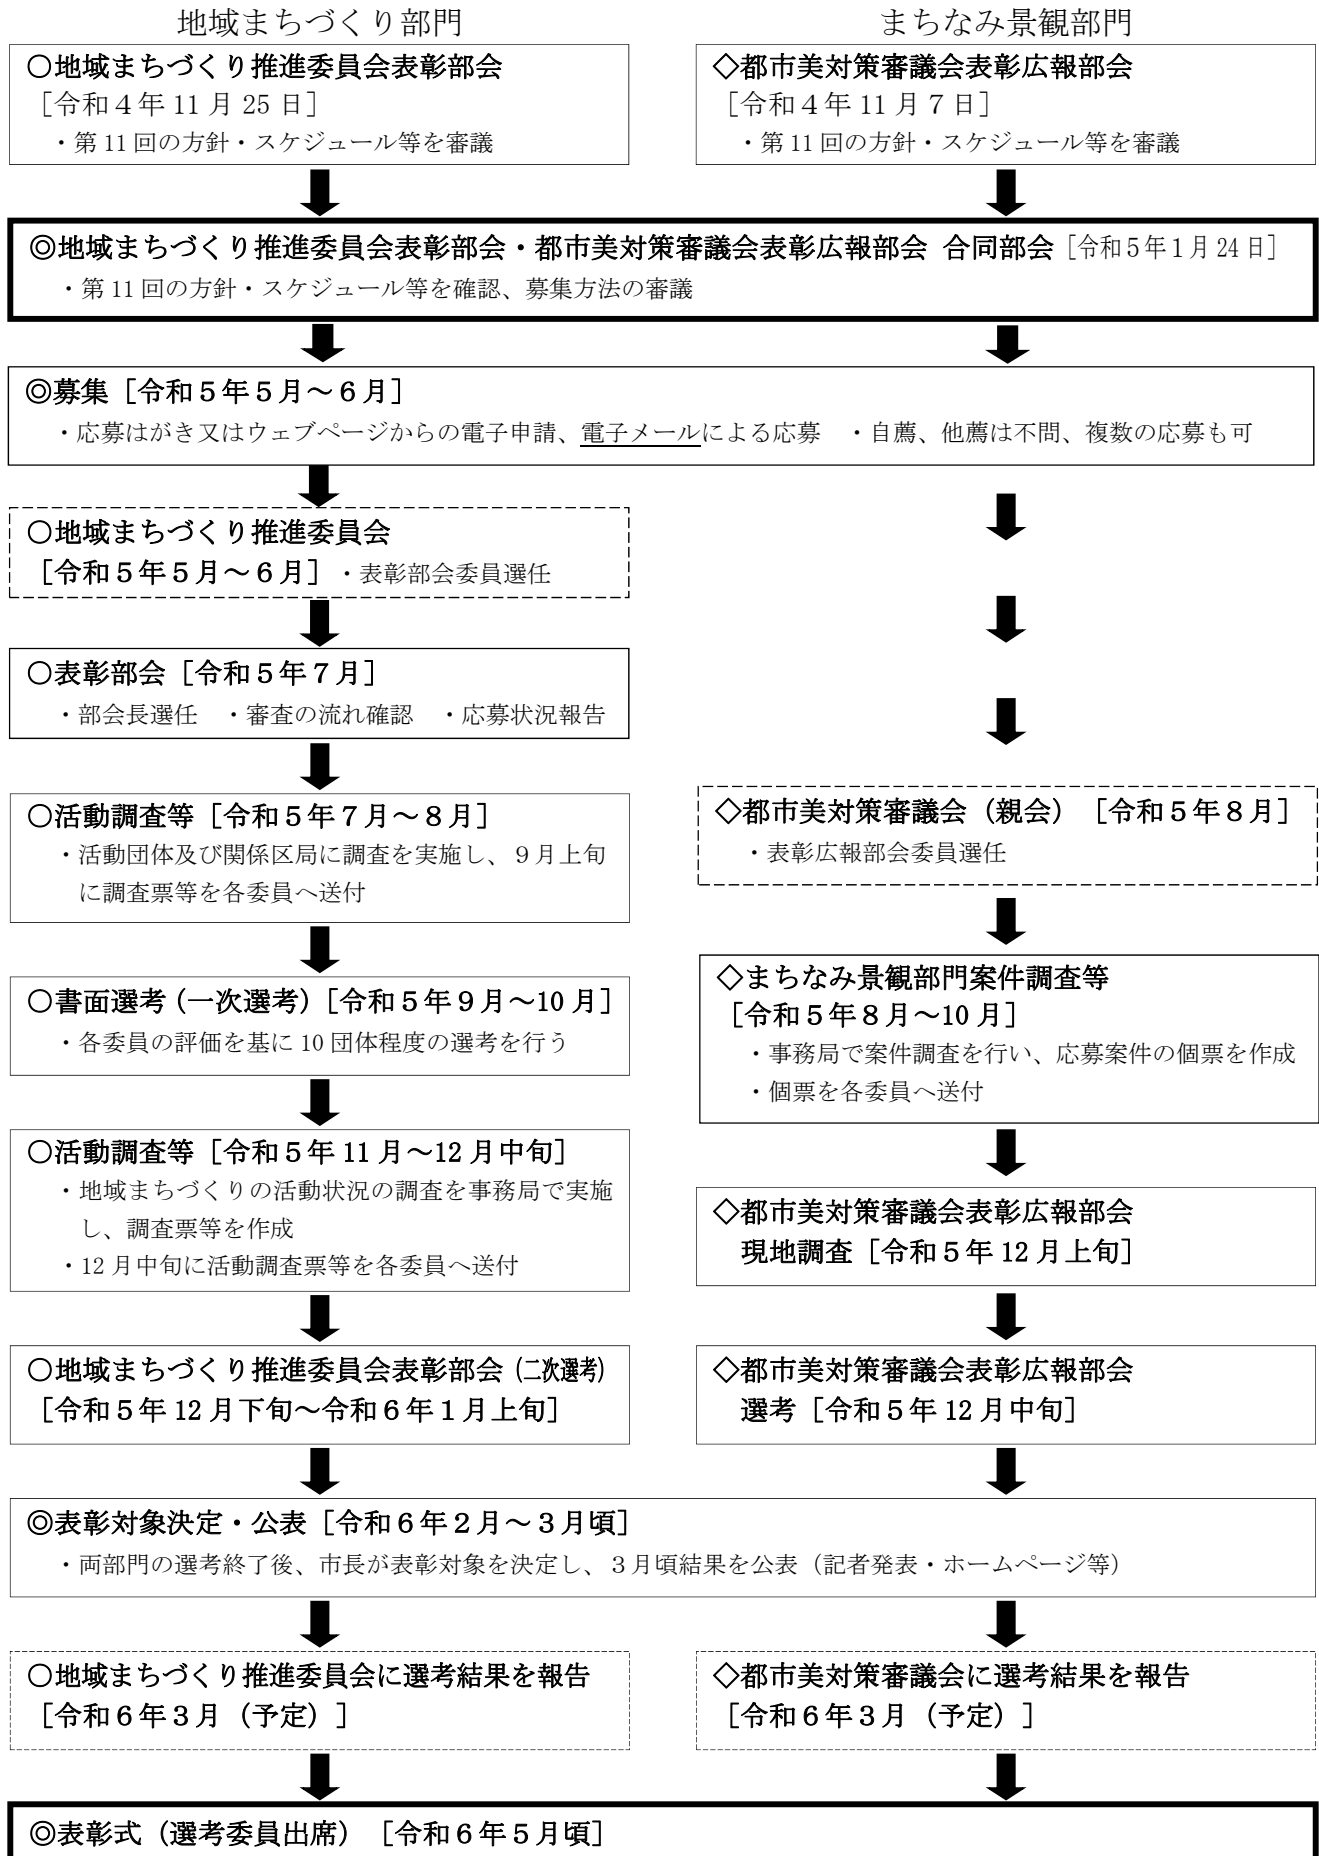 地域まちづくり部門
まちなみ景観部門
〇地域まちづくり推進委員会表彰部会
［令和４年 11 月 25 日］
・第 11 回の方針・スケジュール等を審議
◇都市美対策審議会表彰広報部会
［令和４年 11 月７日］
・第 11 回の方針・スケジュール等を審議
◎地域まちづくり推進委員会表彰部会・都市美対策審議会表彰広報部会 合同部会［令和５年１月 24 日］
・第 11 回の方針・スケジュール等を確認、募集方法の審議
◎募集［令和５年５月～６月］
・応募はがき又はウェブページからの電子申請、電子メールによる応募　・自薦、他薦は不問、複数の応募も可
〇地域まちづくり推進委員会
［令和５年５月～６月］・表彰部会委員選任
〇表彰部会［令和５年７月］
・部会長選任　・審査の流れ確認　・応募状況報告
〇活動調査等［令和５年７月～８月］
・活動団体及び関係区局に調査を実施し、９月上旬
に調査票等を各委員へ送付
◇都市美対策審議会（親会）［令和５年８月］
・表彰広報部会委員選任
〇書面選考（一次選考）［令和５年９月～10 月］
・各委員の評価を基に 10 団体程度の選考を行う
◇まちなみ景観部門案件調査等
［令和５年８月～10 月］
・事務局で案件調査を行い、応募案件の個票を作成
・個票を各委員へ送付
〇活動調査等［令和５年 11 月～12 月中旬］
・地域まちづくりの活動状況の調査を事務局で実施
し、調査票等を作成
・12 月中旬に活動調査票等を各委員へ送付
◇都市美対策審議会表彰広報部会
現地調査［令和５年 12 月上旬］
〇地域まちづくり推進委員会表彰部会（二次選考）
［令和５年 12 月下旬～令和６年１月上旬］
◇都市美対策審議会表彰広報部会
選考［令和５年 12 月中旬］
◎表彰対象決定・公表［令和６年２月～３月頃］
・両部門の選考終了後、市長が表彰対象を決定し、３月頃結果を公表（記者発表・ホームページ等）
〇地域まちづくり推進委員会に選考結果を報告
［令和６年３月（予定）］
◇都市美対策審議会に選考結果を報告
［令和６年３月（予定）］
◎表彰式（選考委員出席）［令和６年５月頃］